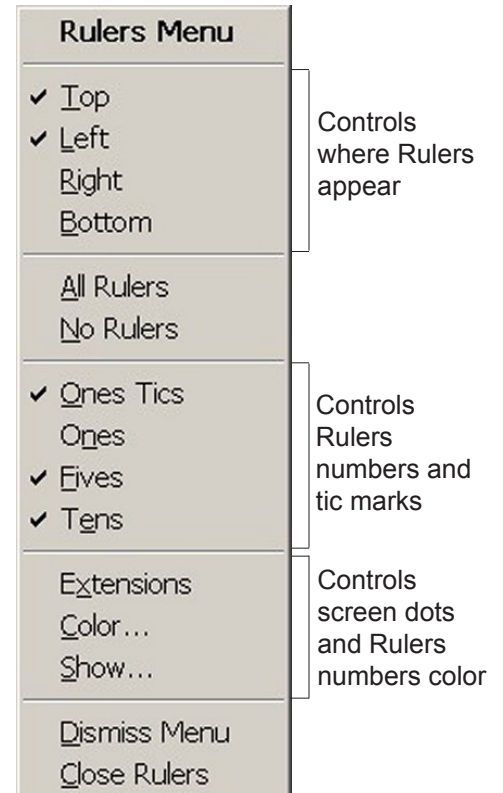 Rulers Menu
Top
Left
Right
Bottom
Controls
where Rulers
appear
All Rulers
No Rulers
Ones Tics
Ones
Fives
Tens
Controls
Rulers
numbers and
tic marks
Extensions
Color...
Show...
Controls
screen dots
and Rulers
numbers color
Dismiss Menu
Close Rulers